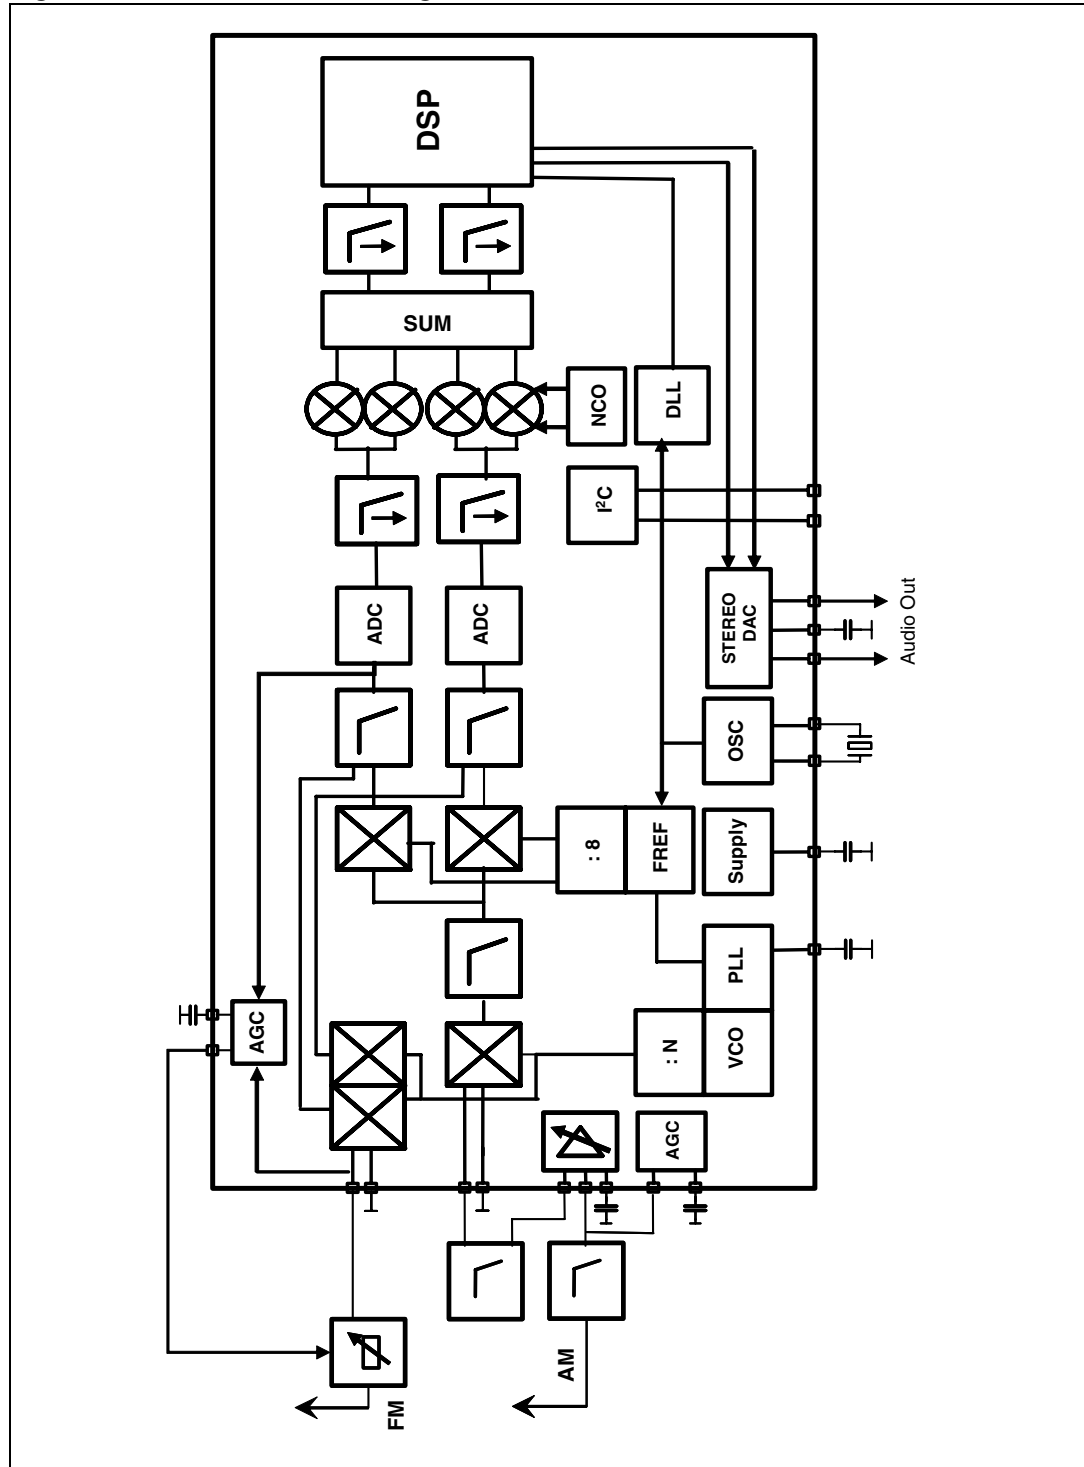 DSP
SUM
NCO
DLL
I²C
ADC
ADC
STEREO
DAC
Audio Out
OSC
: 8
FREF
Supply
PLL
AGC
: N
VCO
AGC
AM
FM